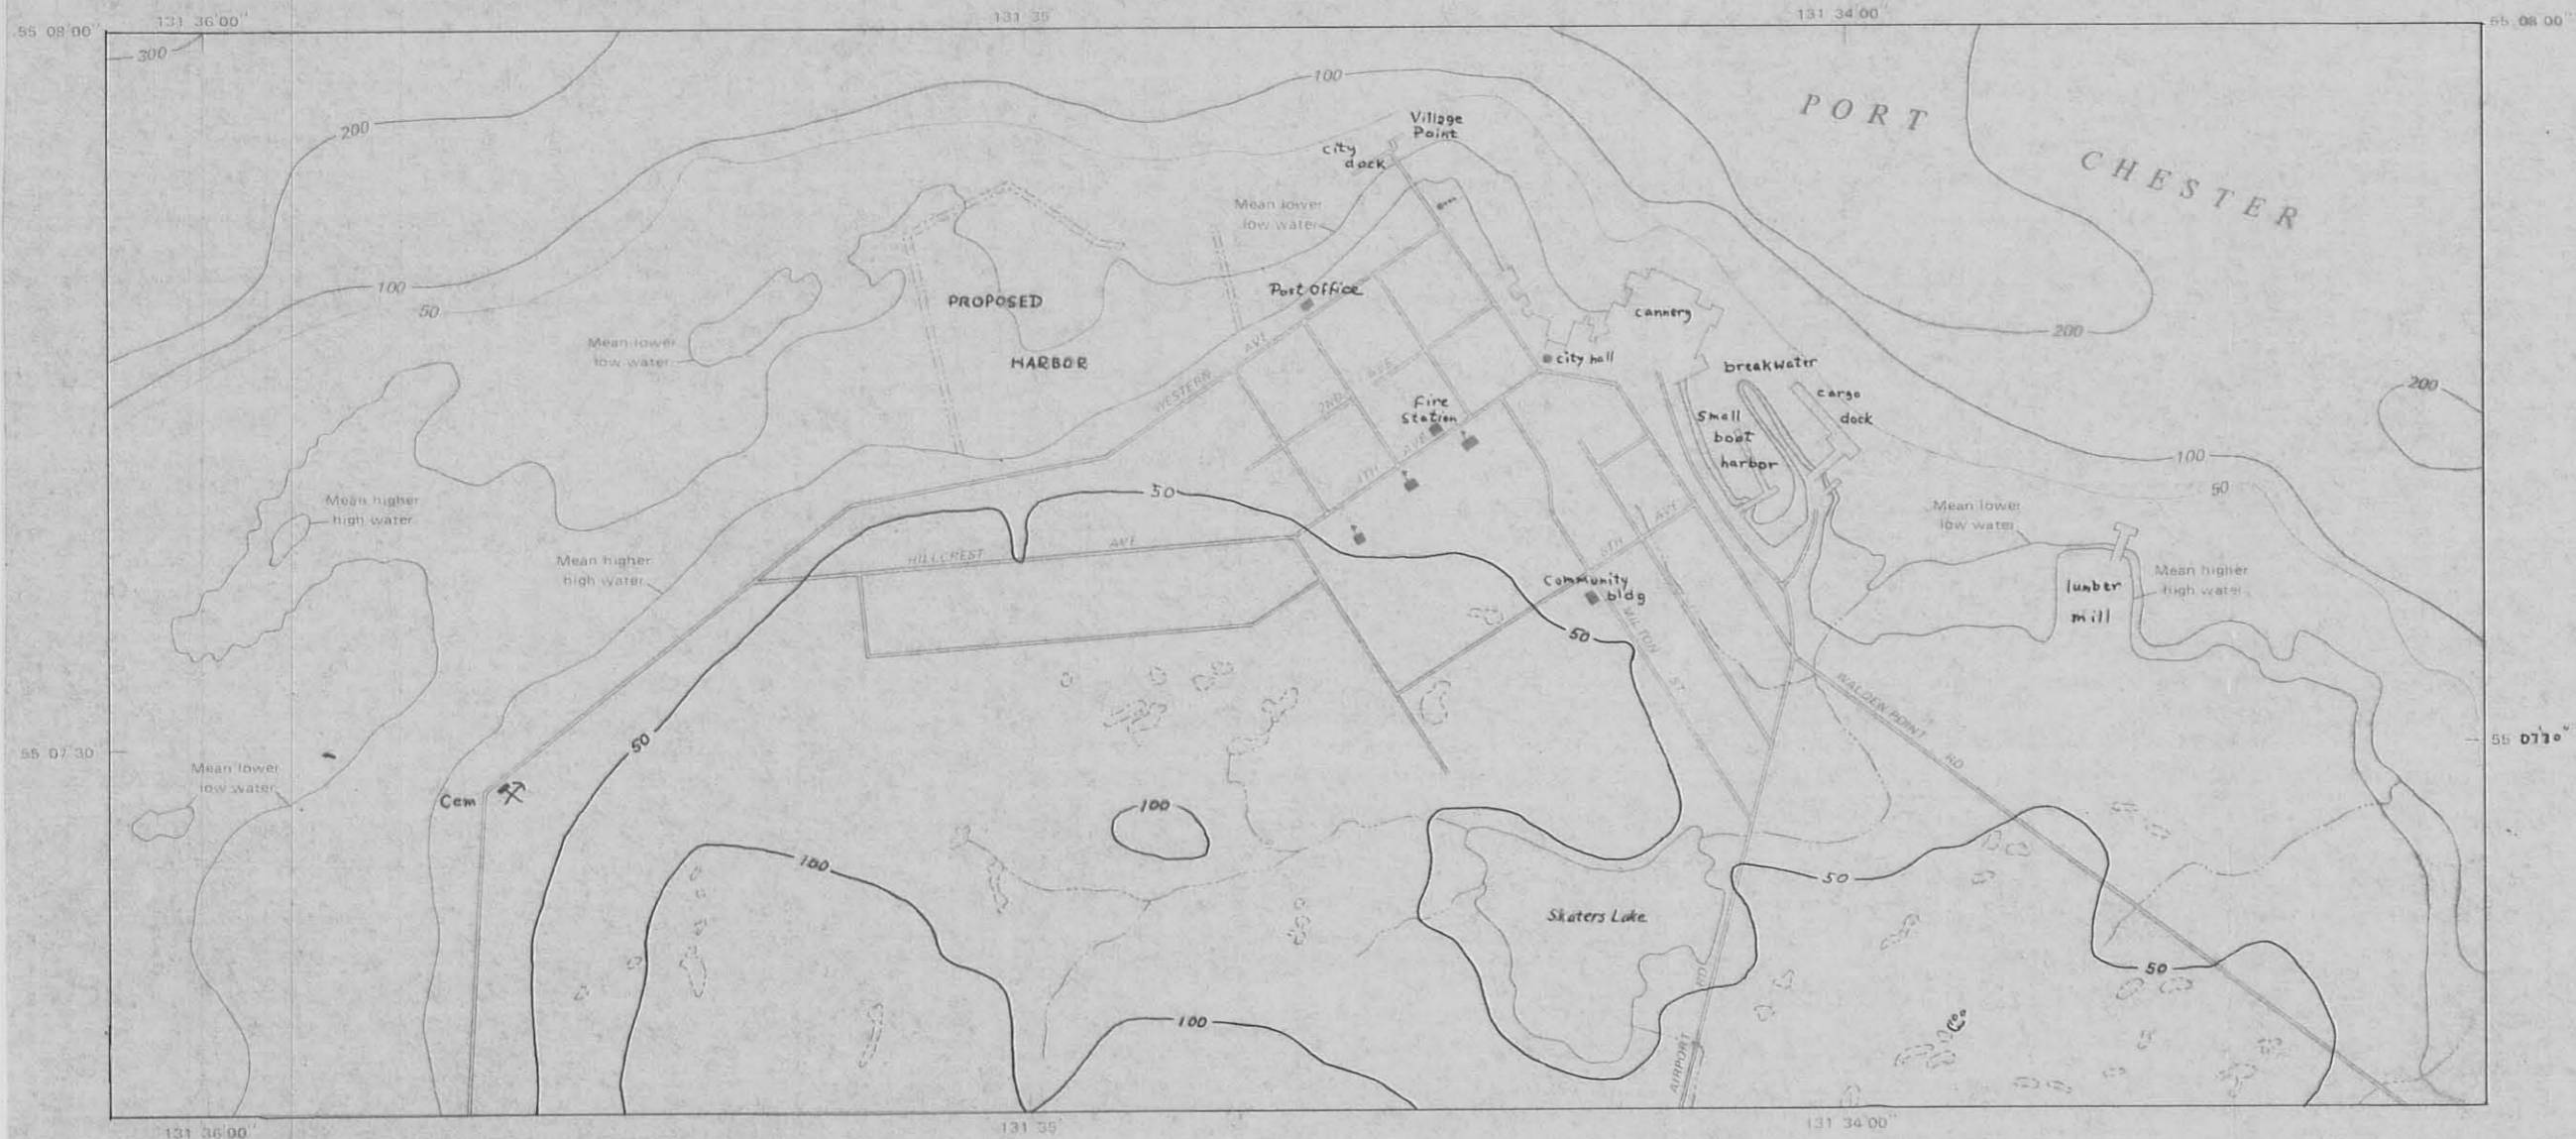 131 36'00"
131 35'
131 34'00"
55 08'00"
55 08 00"
300
200
100
PORT
CHESTER
Village
Point
city
dock
Mean lower
low water
100
50
PROPOSED
HARBOR
Post Office
WESTERN AVE
cannery
city hall
200
Mean lower
low water
2ND AVE
Fire
Station
breakwater
cargo
dock
Small
boat
harbor
200
100
50
4TH AVE
50
Mean higher
high water
Mean lower
low water
HILLCREST AVE
8TH AVE
Mean higher
high water
Community
bldg
lumber
mill
Mean higher
high water
50
MILTON ST
WALDEN POINT RD
50
55 07 30
Mean lower
low water
Cem
100
100
50
Skaters Lake
50
100
AIRPORT RD
131 36'00"
131 35'
131 34'00"